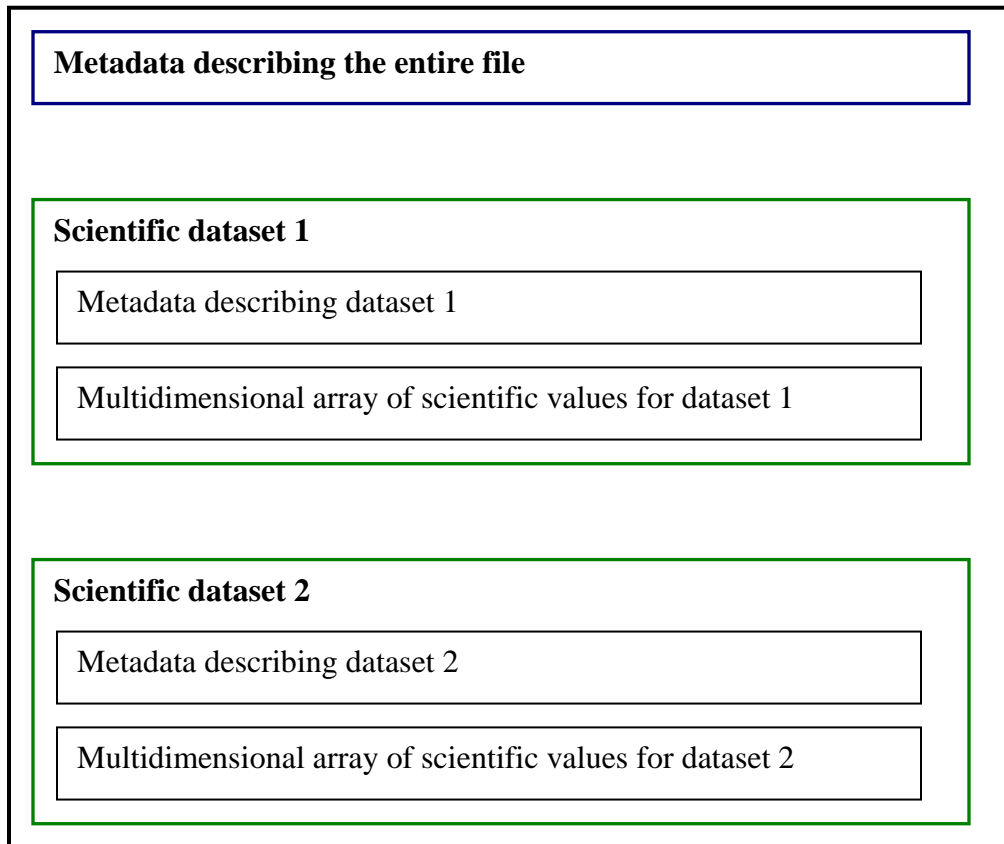 Metadata describing the entire file
Scientific dataset 1
Metadata describing dataset 1
Multidimensional array of scientific values for dataset 1
Scientific dataset 2
Metadata describing dataset 2
Multidimensional array of scientific values for dataset 2